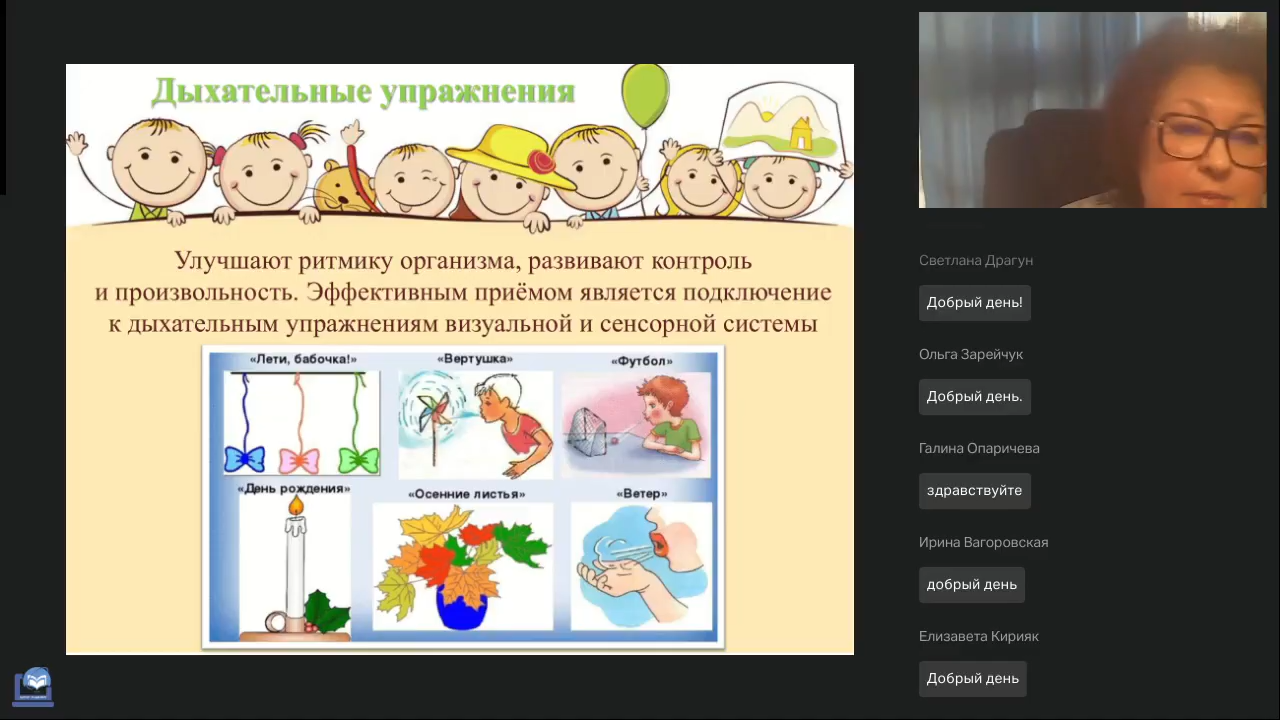 Дыхательные упражнения
Улучшают ритмику организма, развивают контроль
и произвольность. Эффективным приёмом является подключение
к дыхательным упражнениям визуальной и сенсорной системы
«Лети, бабочка!»
«Вертушка»
«Футбол»
«День рождения»
«Осенние листья»
«Ветер»
Светлана Драгун
Добрый день!
Ольга Зарейчук
Добрый день.
Галина Опаричева
здравствуйте
Ирина Вагоровская
добрый день
Елизавета Кирияк
Добрый день